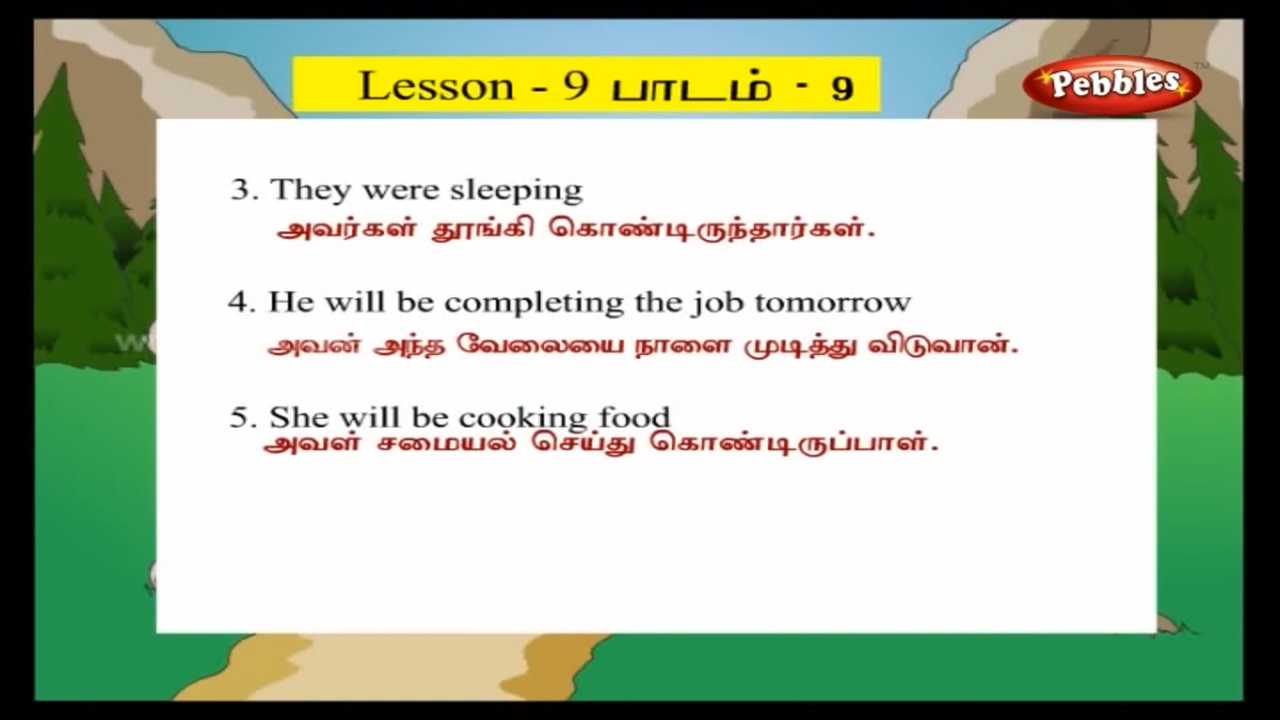 Lesson - 9 பாடம் - 9
Pebbles™
3. They were sleeping
அவர்கள் தூங்கி கொண்டிருந்தார்கள்.
4. He will be completing the job tomorrow
அவன் அந்த வேலையை நாளை முடித்து விடுவான்.
5. She will be cooking food
அவள் சமையல் செய்து கொண்டிருப்பாள்.